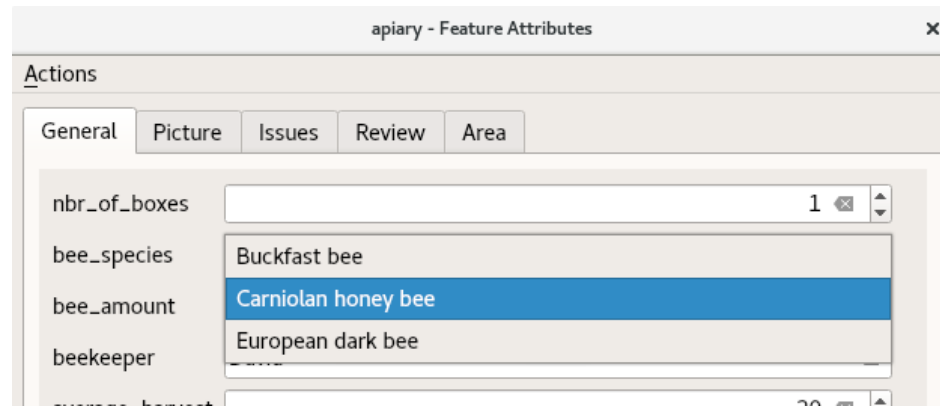 apiary - Feature Attributes
Actions
General Picture Issues Review Area
nbr_of_boxes 1
bee_species Buckfast bee
Carniolan honey bee
bee_amount
European dark bee
beekeeper